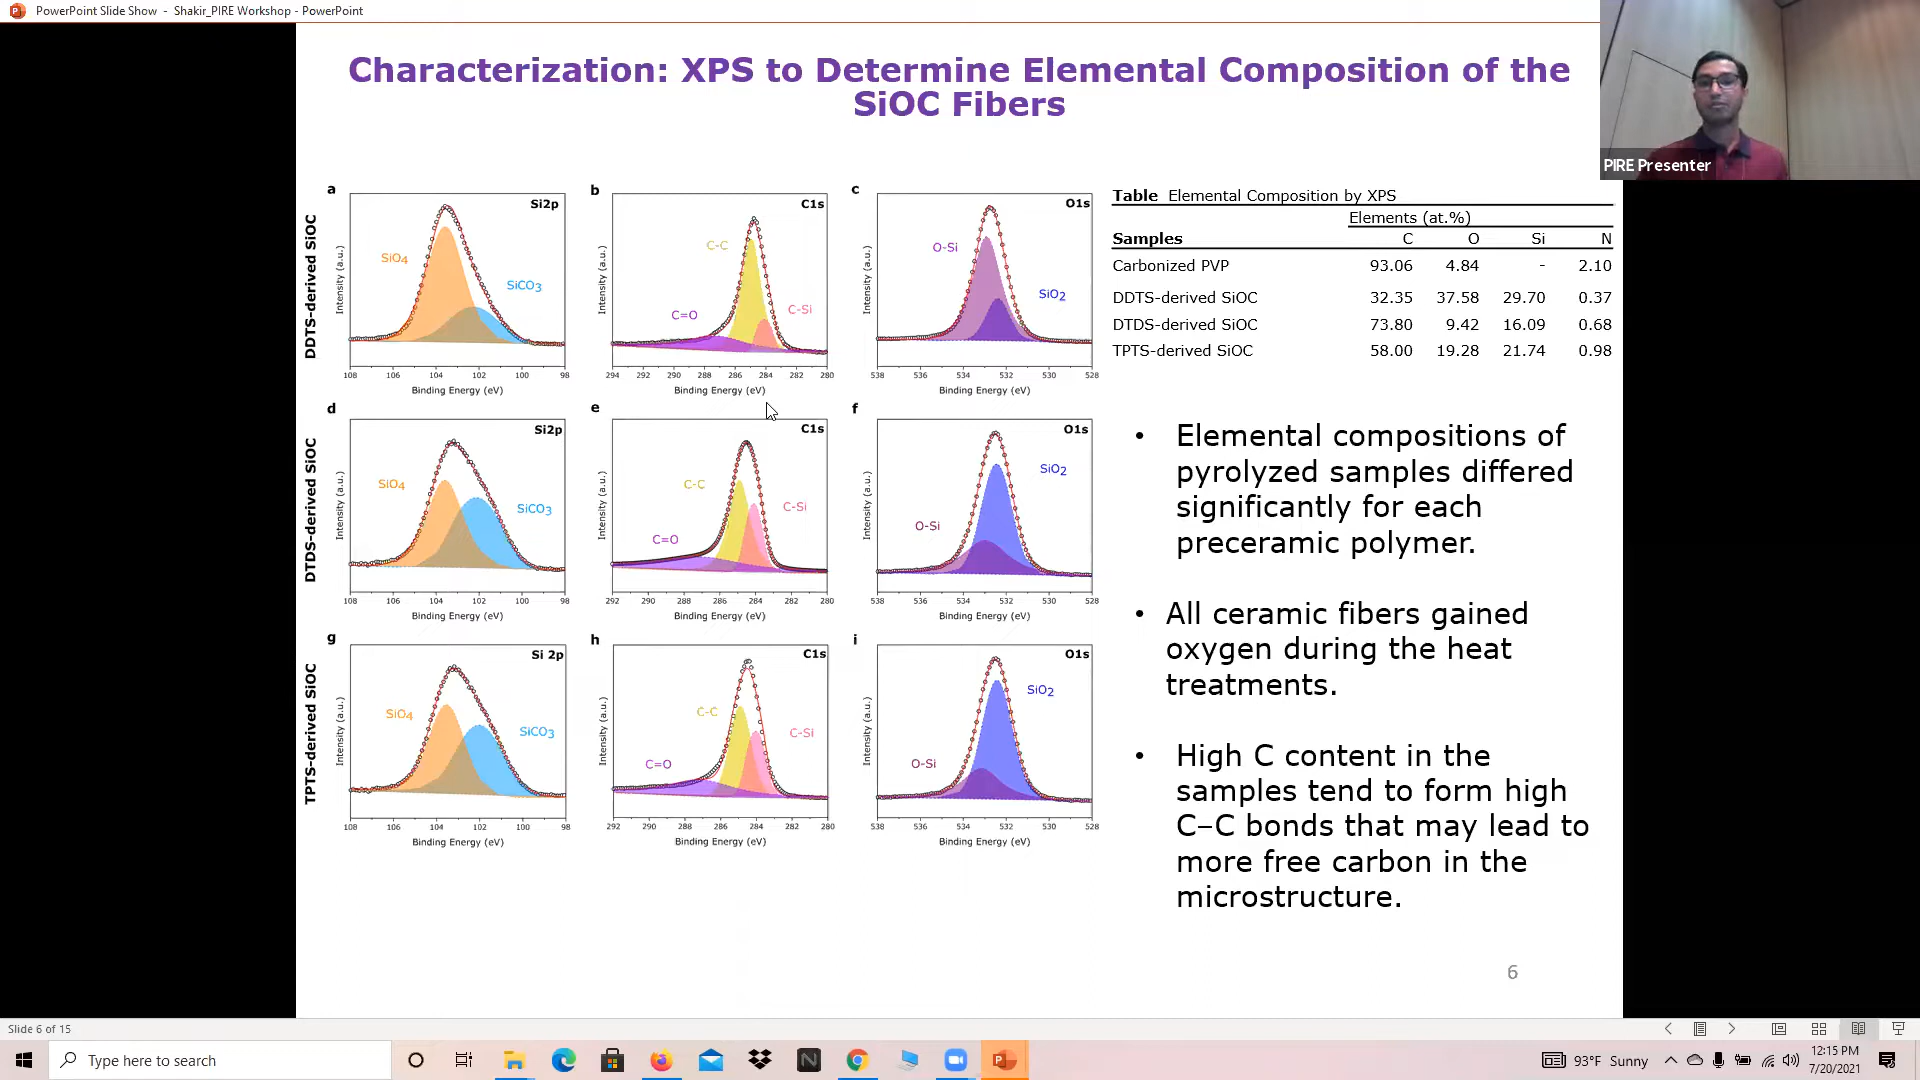 PowerPoint Slide Show - Shakir_PIRE Workshop - PowerPoint
Characterization: XPS to Determine Elemental Composition of the
SiOC Fibers
PIRE Presenter
DDTS-derived SiOC
a
Si2p
SiO4
SiCO3
Intensity (a.u.)
108 106 104 102 100 98
Binding Energy (eV)
b
C1s
C-C
C=O
C-Si
Intensity (a.u.)
294 292 290 288 286 284 282 280
Binding Energy (eV)
c
O1s
O-Si
SiO2
Intensity (a.u.)
538 536 534 532 530 528
Binding Energy (eV)
DTDS-derived SiOC
d
Si2p
SiO4
SiCO3
Intensity (a.u.)
108 106 104 102 100 98
Binding Energy (eV)
e
C1s
C-C
C-Si
C=O
Intensity (a.u.)
292 290 288 286 284 282 280
Binding Energy (eV)
f
O1s
SiO2
O-Si
Intensity (a.u.)
538 536 534 532 530 528
Binding Energy (eV)
TPTS-derived SiOC
g
Si 2p
SiO4
SiCO3
Intensity (a.u.)
108 106 104 102 100 98
Binding Energy (eV)
h
C1s
C-C
C-Si
C=O
Intensity (a.u.)
292 290 288 286 284 282 280
Binding Energy (eV)
i
O1s
SiO2
O-Si
Intensity (a.u.)
538 536 534 532 530 528
Binding Energy (eV)
Table Elemental Composition by XPS
Elements (at.%)
Samples C O Si N
Carbonized PVP 93.06 4.84 - 2.10
DDTS-derived SiOC 32.35 37.58 29.70 0.37
DTDS-derived SiOC 73.80 9.42 16.09 0.68
TPTS-derived SiOC 58.00 19.28 21.74 0.98
• Elemental compositions of
pyrolyzed samples differed
significantly for each
preceramic polymer.
• All ceramic fibers gained
oxygen during the heat
treatments.
• High C content in the
samples tend to form high
C–C bonds that may lead to
more free carbon in the
microstructure.
6
Slide 6 of 15
Type here to search
93°F Sunny
12:15 PM
7/20/2021